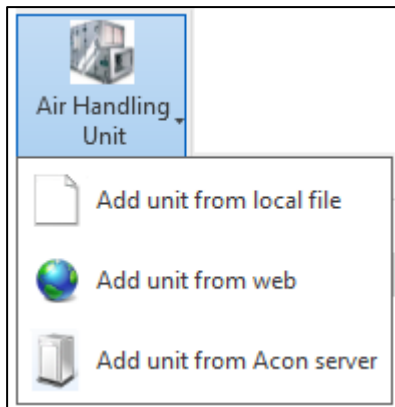 Air Handling
Unit
Add unit from local file
Add unit from web
Add unit from Acon server